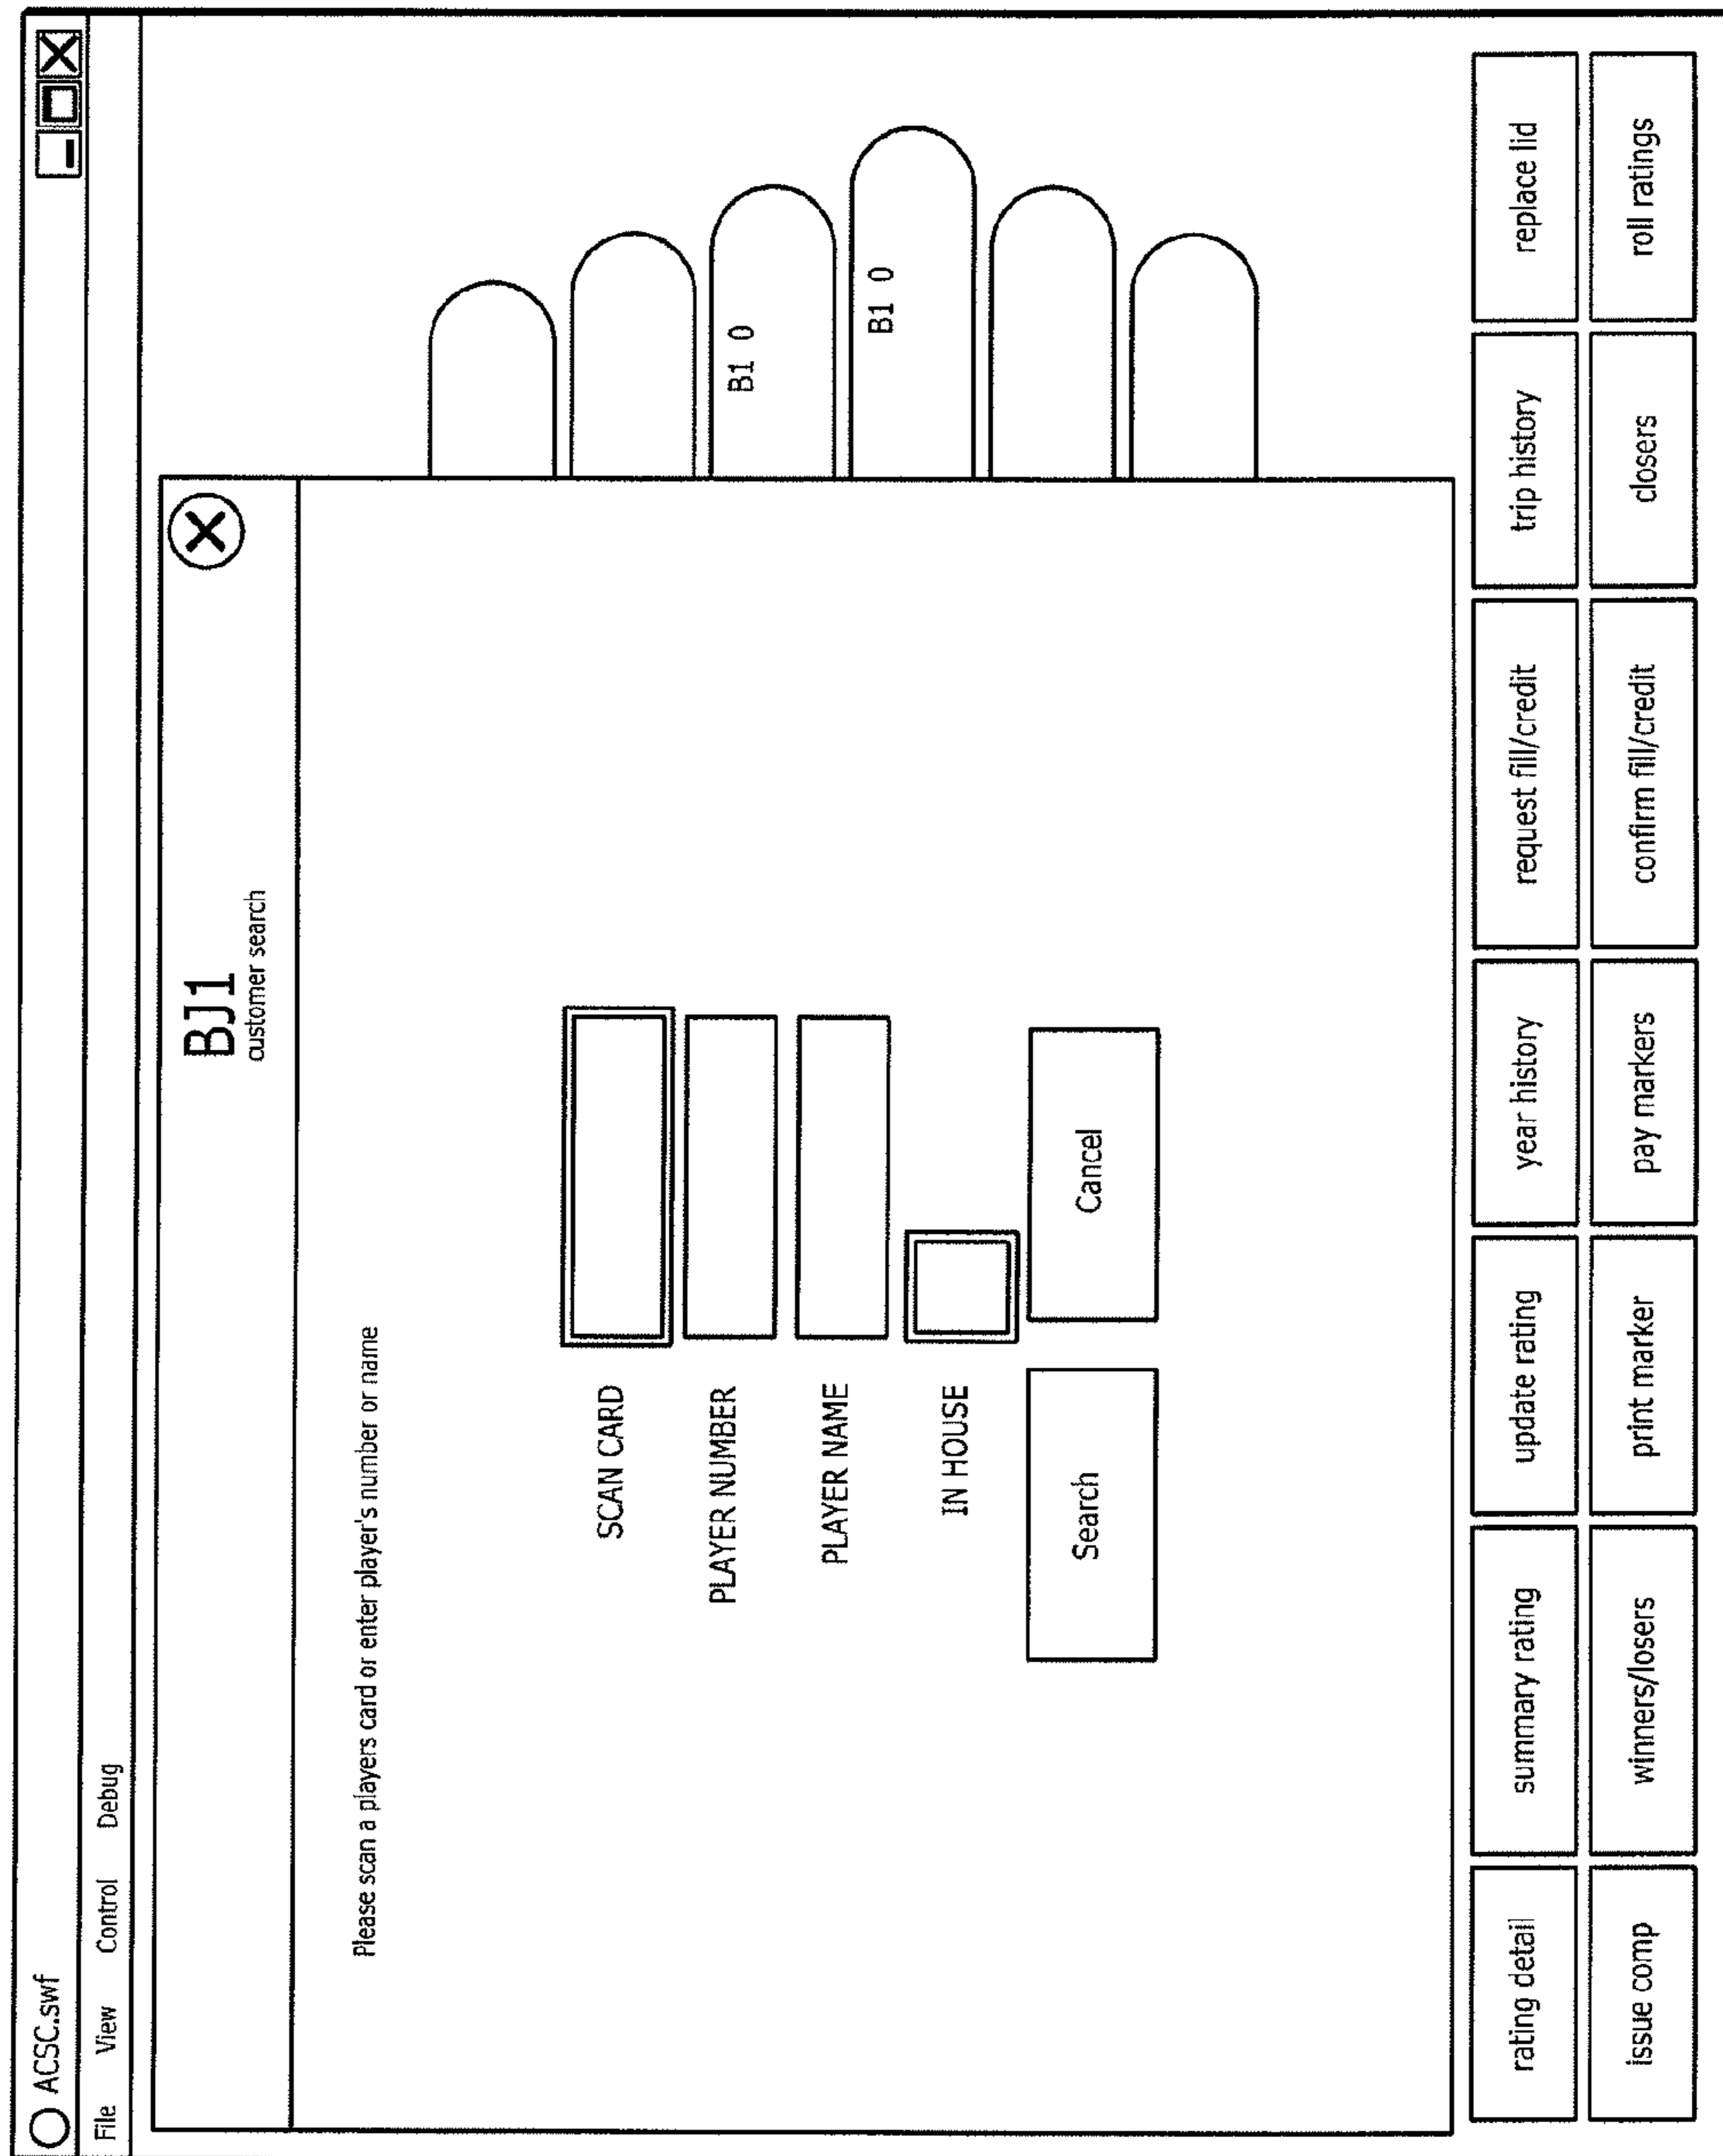 ACSC.swf
File View Control Debug
BJ1
customer search
Please scan a players card or enter player's number or name
SCAN CARD
PLAYER NUMBER
PLAYER NAME
IN HOUSE
Search Cancel
B1 0
B1 0
rating detail summary rating update rating year history request fill/credit trip history replace lid
issue comp winners/losers print marker pay markers confirm fill/credit closers roll ratings